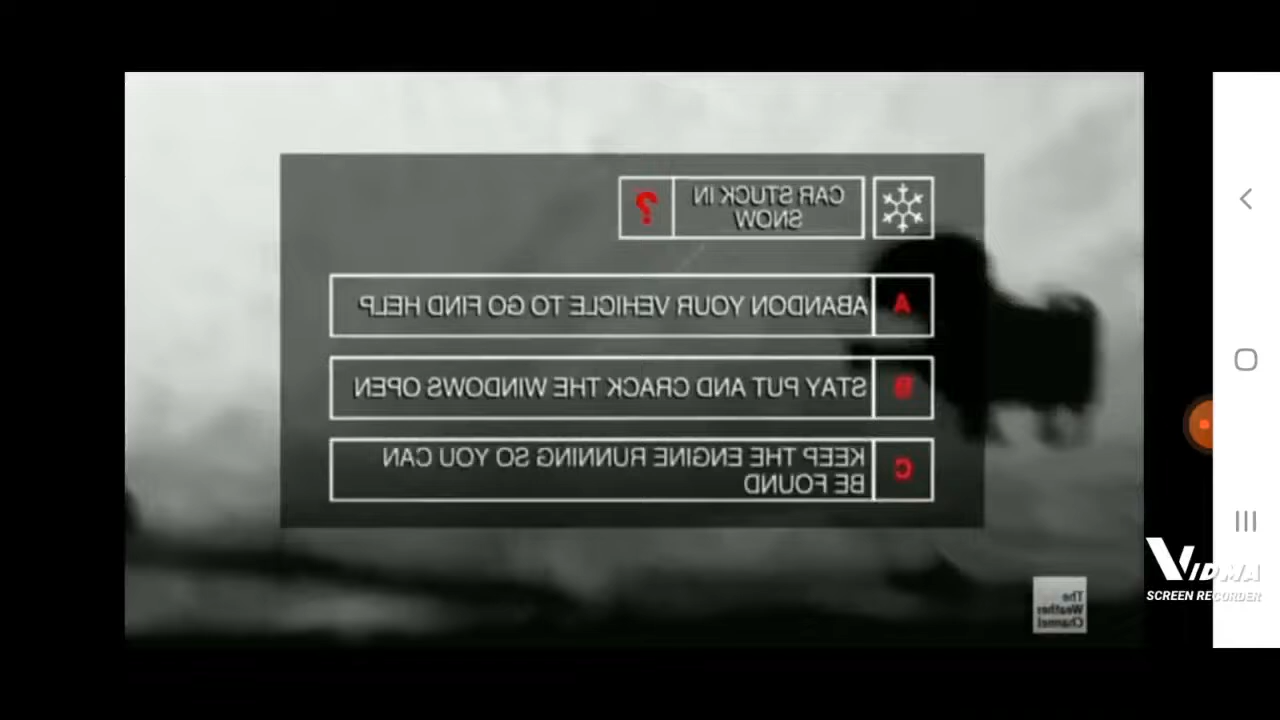 CAR STUCK IN
SNOW
?
A
ABANDON YOUR VEHICLE TO GO FIND HELP
B
STAY PUT AND CRACK THE WINDOWS OPEN
C
KEEP THE ENGINE RUNNING SO YOU CAN
BE FOUND
The
Weather
Channel
VIDMA
SCREEN RECORDER